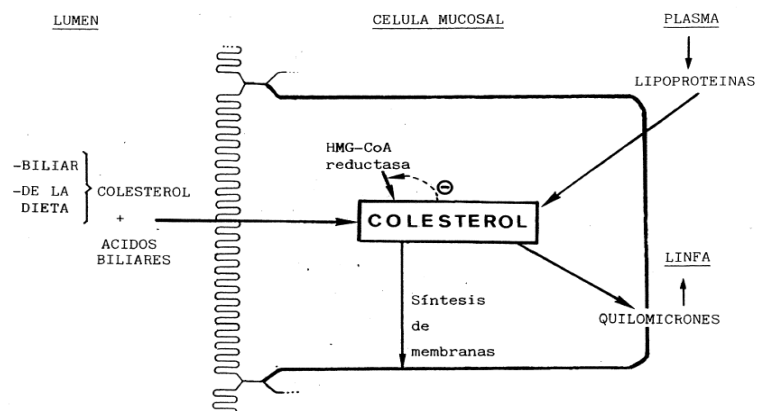 LUMEN
CELULA MUCOSAL
PLASMA
LIPOPROTEINAS
HMG-CoA
reductasa
⊖
-BILIAR
-DE LA
DIETA
COLESTEROL
+
ACIDOS
BILIARES
COLESTEROL
LINFA
Síntesis
de
membranas
QUILOMICRONES